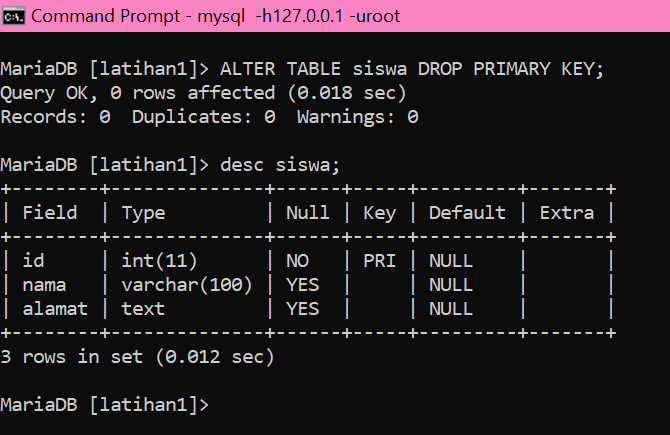 Command Prompt - mysql  -h127.0.0.1 -uroot
MariaDB [latihan1]> ALTER TABLE siswa DROP PRIMARY KEY;
Query OK, 0 rows affected (0.018 sec)
Records: 0  Duplicates: 0  Warnings: 0
MariaDB [latihan1]> desc siswa;
+--------+--------------+------+-----+---------+-------+
| Field  | Type         | Null | Key | Default | Extra |
+--------+--------------+------+-----+---------+-------+
| id     | int(11)      | NO   | PRI | NULL    |       |
| nama   | varchar(100) | YES  |     | NULL    |       |
| alamat | text         | YES  |     | NULL    |       |
+--------+--------------+------+-----+---------+-------+
3 rows in set (0.012 sec)
MariaDB [latihan1]>